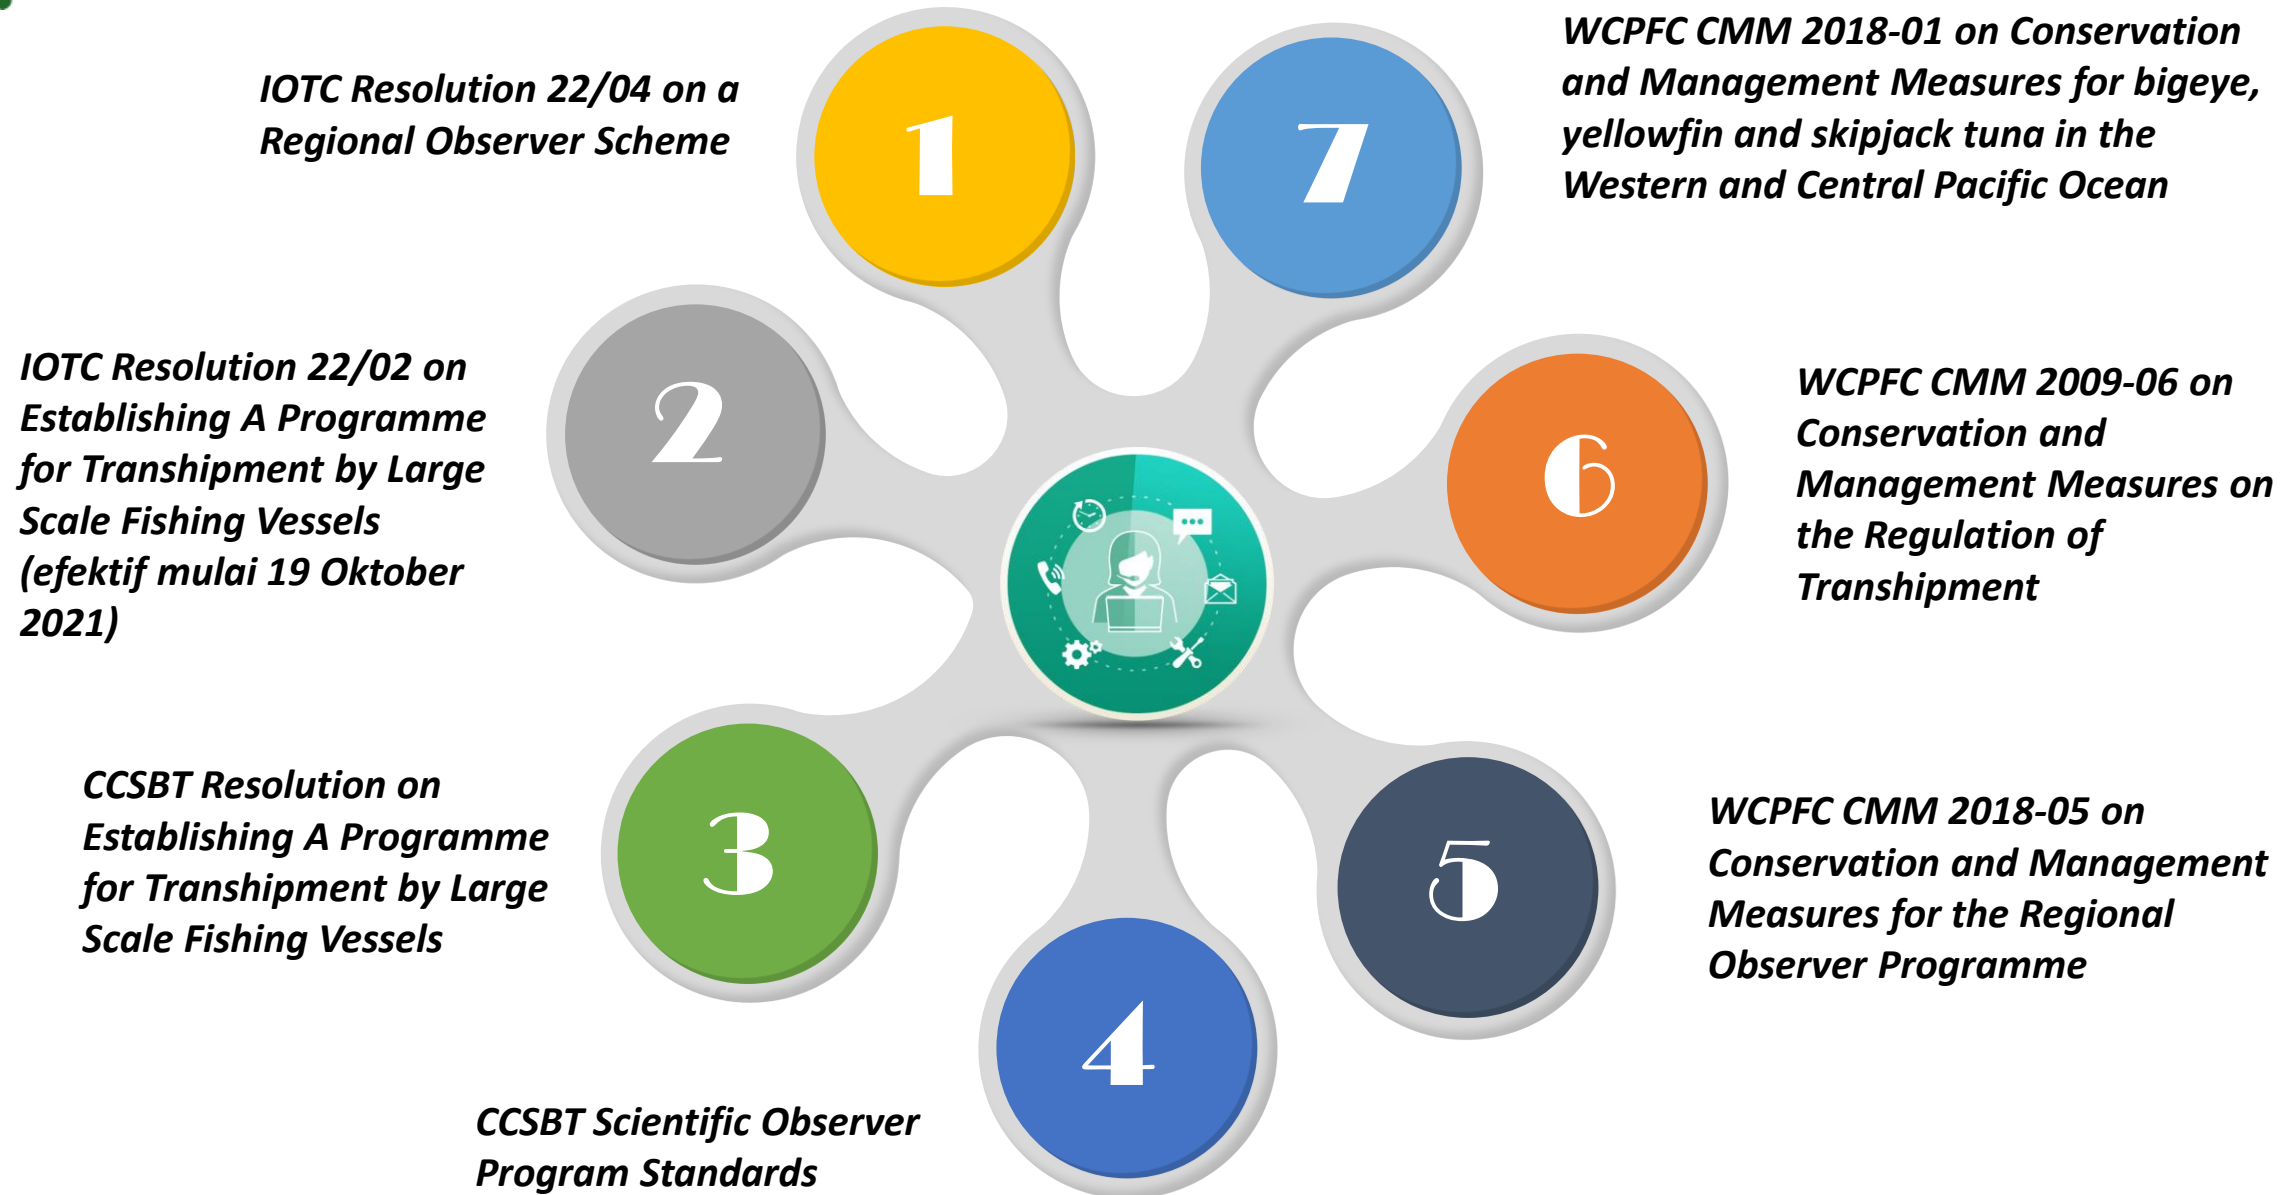 1
IOTC Resolution 22/04 on a
Regional Observer Scheme
2
IOTC Resolution 22/02 on
Establishing A Programme
for Transhipment by Large
Scale Fishing Vessels
(efektif mulai 19 Oktober
2021)
3
CCSBT Resolution on
Establishing A Programme
for Transhipment by Large
Scale Fishing Vessels
4
CCSBT Scientific Observer
Program Standards
5
WCPFC CMM 2018-05 on
Conservation and Management
Measures for the Regional
Observer Programme
6
WCPFC CMM 2009-06 on
Conservation and
Management Measures on
the Regulation of
Transhipment
7
WCPFC CMM 2018-01 on Conservation
and Management Measures for bigeye,
yellowfin and skipjack tuna in the
Western and Central Pacific Ocean